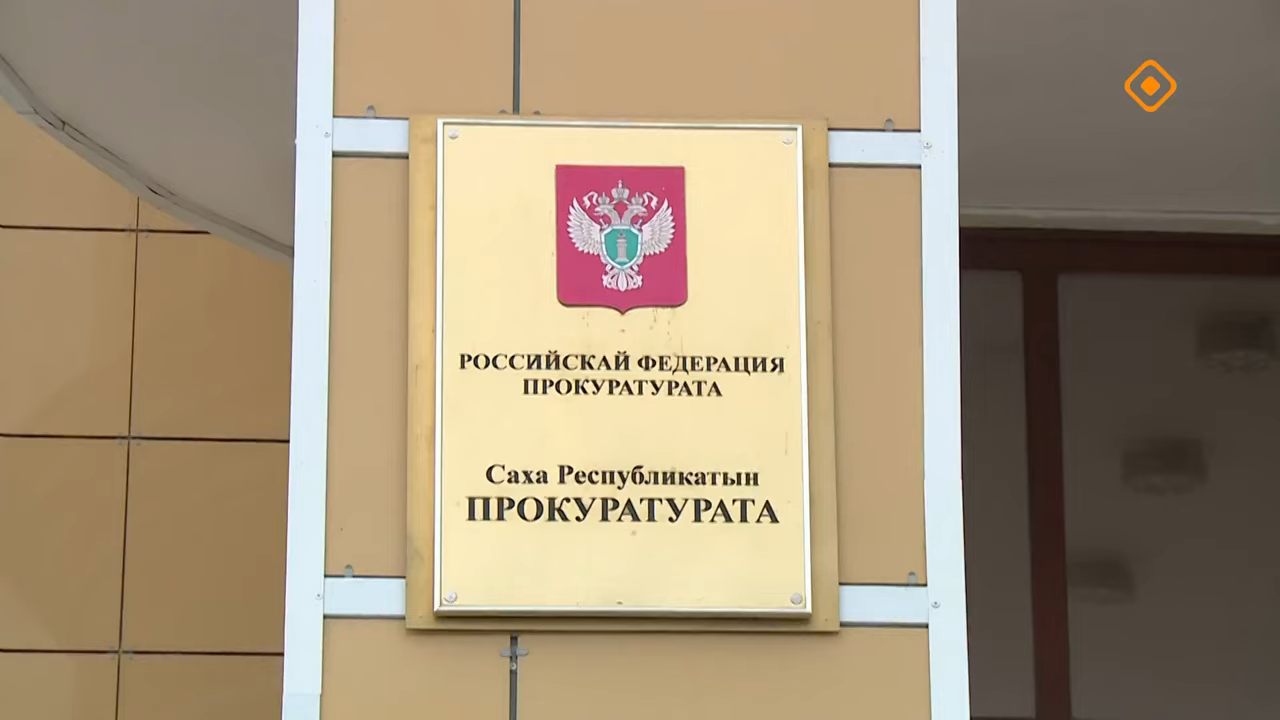 РОССИЙСКАЙ ФЕДЕРАЦИЯ
ПРОКУРАТУРАТА
Саха Республикатын
ПРОКУРАТУРАТА